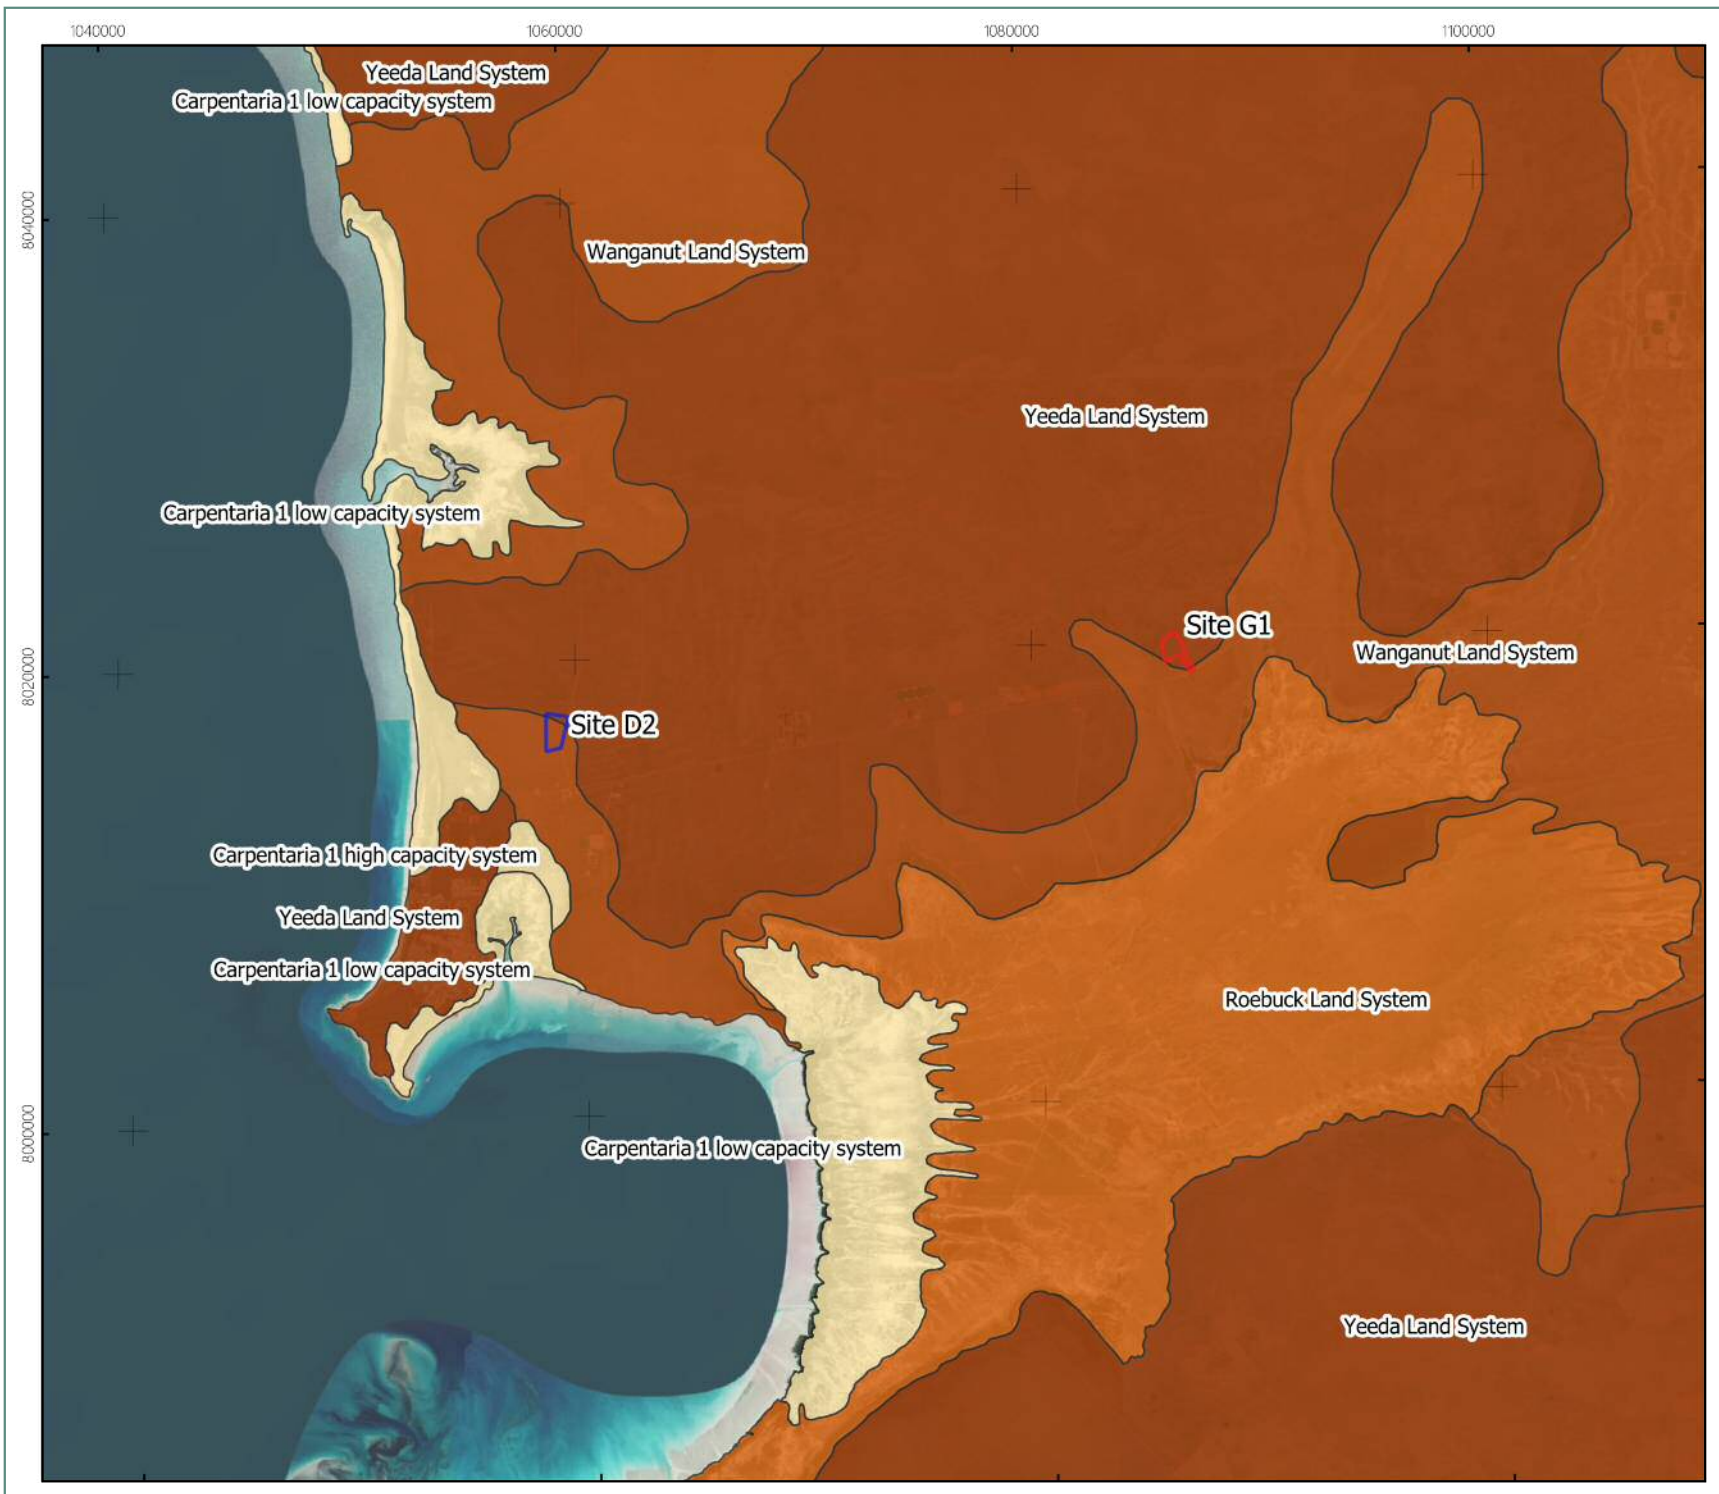 1040000
1060000
1080000
1100000
Yeeda Land System
Carpentaria 1 low capacity system
8040000
Wanganut Land System
Yeeda Land System
Carpentaria 1 low capacity system
Site G1
Wanganut Land System
8020000
Site D2
Carpentaria 1 high capacity system
Yeeda Land System
Carpentaria 1 low capacity system
Roebuck Land System
8000000
Carpentaria 1 low capacity system
Yeeda Land System